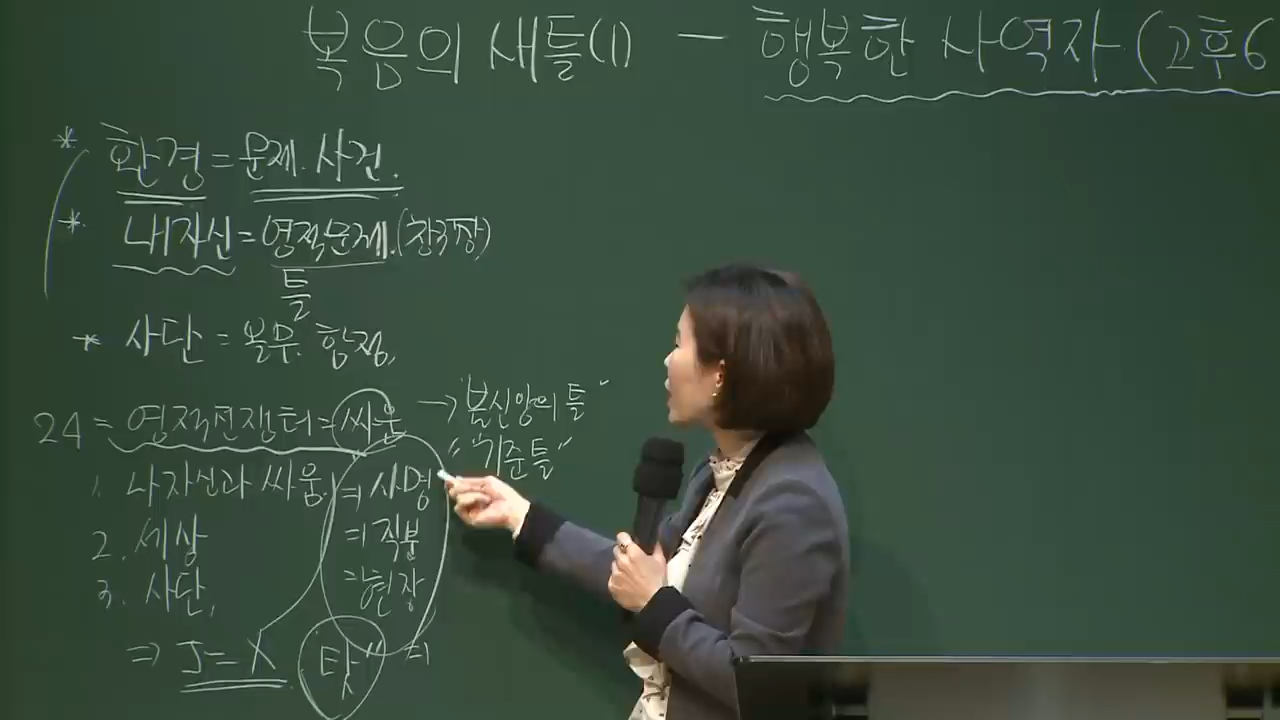 복음의 새틀(1) - 행복한 사역자 (고후6
* 환경 = 문제. 사건.
* 내자신 = 영적문제. (창3장)
틀
* 사단 = 올무. 함정,
24 = 영적전쟁터 = 싸움 → "본신앙의 틀"
" "기준틀"
1. 나자신과 싸움. ⇒ 사명
2. 세상 ⇒ 직분
3. 사단, ⇒ 현장
⇒ J = X "탓" ⇒